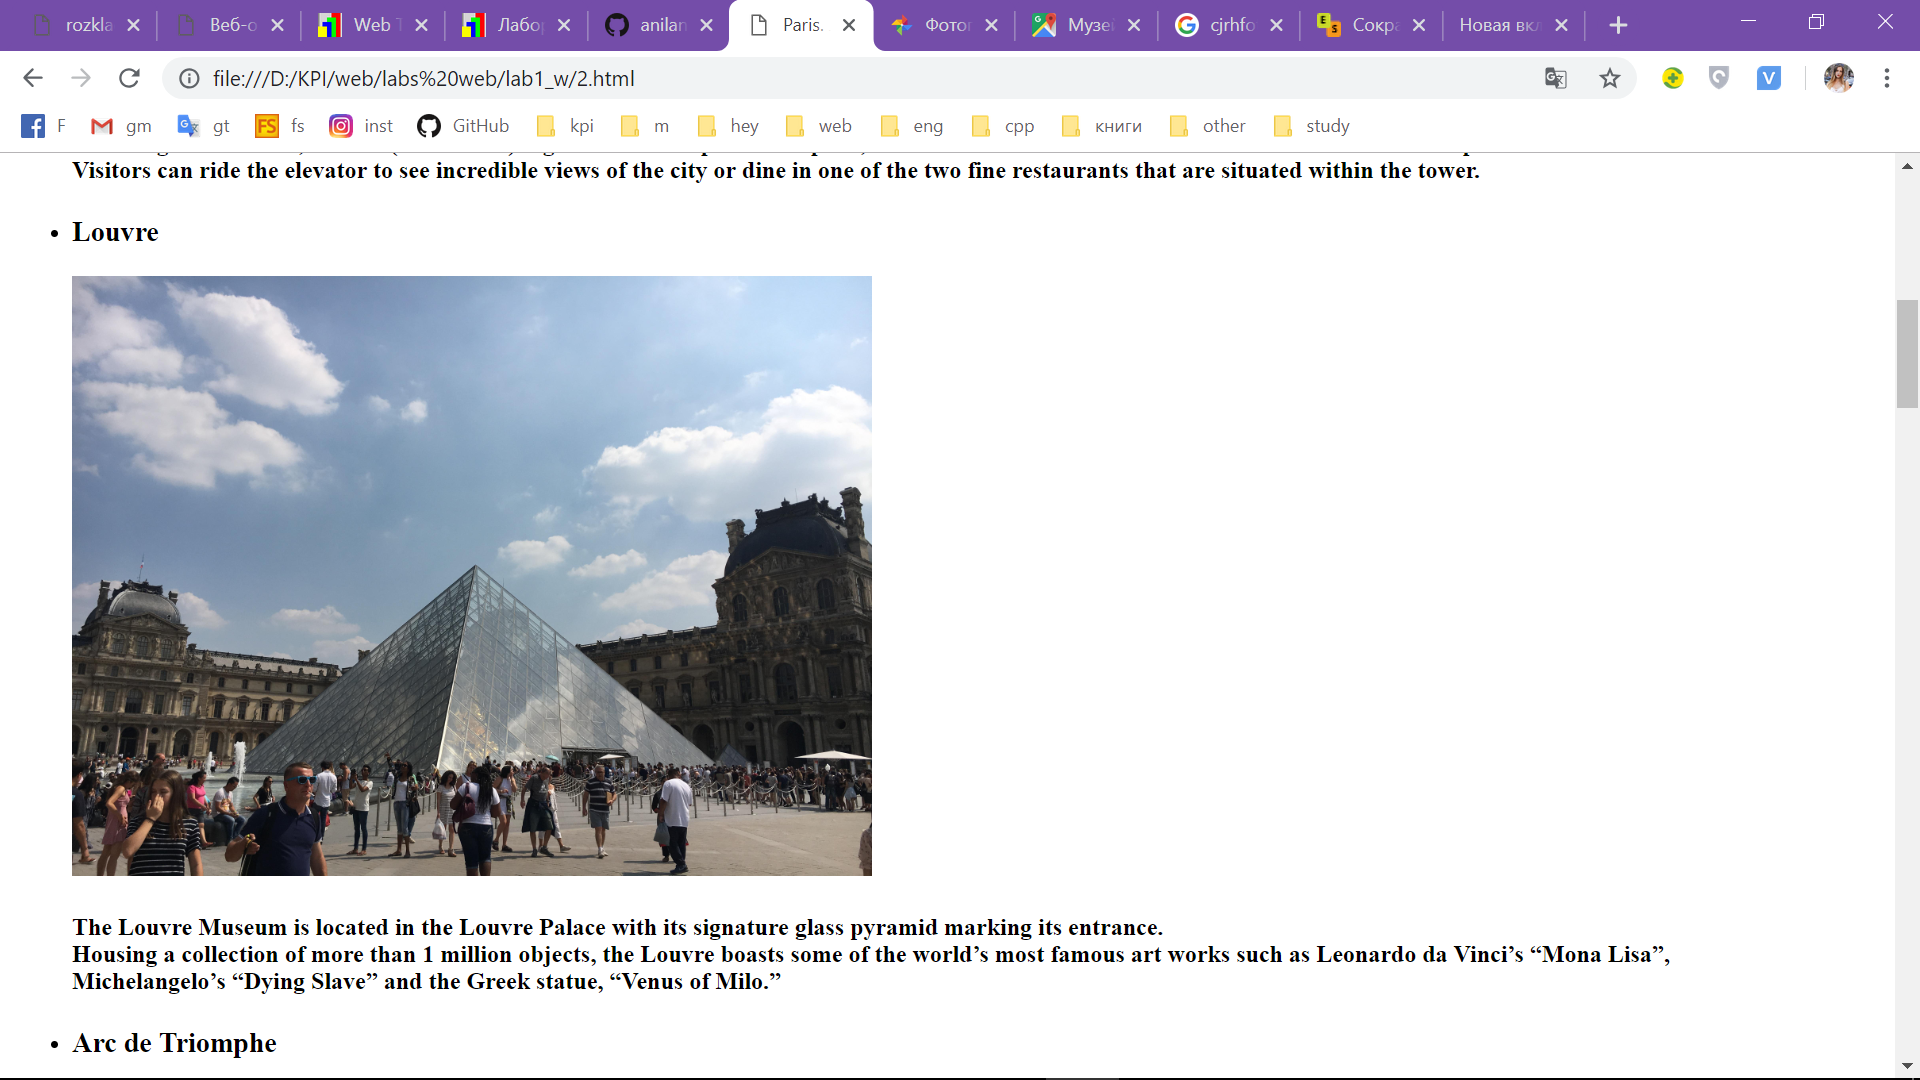 rozkla
Веб-о
Web T
Лабор
anilan
Paris.
Фотог
Музей
cjrhfo
Сокра
Новая вкл
file:///D:/KPI/web/labs%20web/lab1_w/2.html
F
gm
gt
fs
inst
GitHub
kpi
m
hey
web
eng
cpp
книги
other
study
Visitors can ride the elevator to see incredible views of the city or dine in one of the two fine restaurants that are situated within the tower.
• Louvre
The Louvre Museum is located in the Louvre Palace with its signature glass pyramid marking its entrance.
Housing a collection of more than 1 million objects, the Louvre boasts some of the world’s most famous art works such as Leonardo da Vinci’s “Mona Lisa”,
Michelangelo’s “Dying Slave” and the Greek statue, “Venus of Milo.”
• Arc de Triomphe